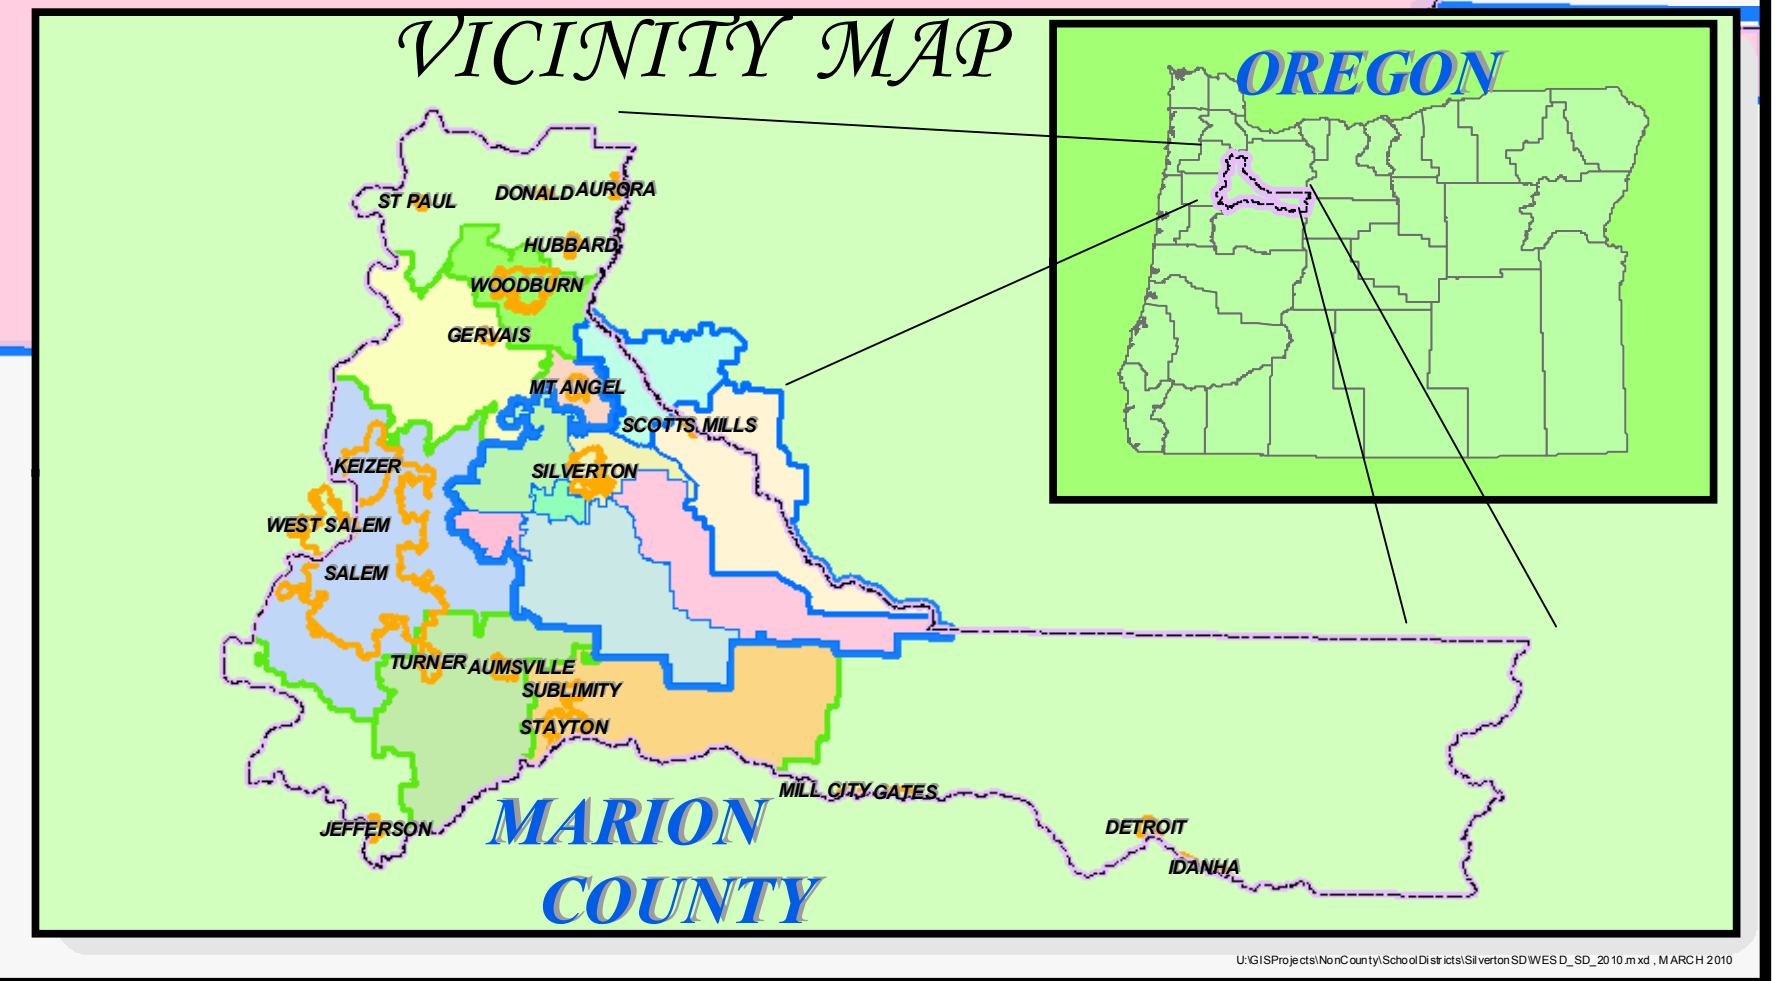 VICINITY MAP
OREGON
ST PAUL
DONALD
AURORA
HUBBARD
WOODBURN
GERVAIS
MT ANGEL
SCOTTS MILLS
KEIZER
SILVERTON
WEST SALEM
SALEM
TURNER
AUMSVILLE
SUBLIMITY
STAYTON
MILL CITY
GATES
JEFFERSON
MARION
COUNTY
DETROIT
IDANHA
U:\GISProjects\NonCounty\SchoolDistricts\SilvertonSD\WESD_SD_2010.mxd , MARCH 2010